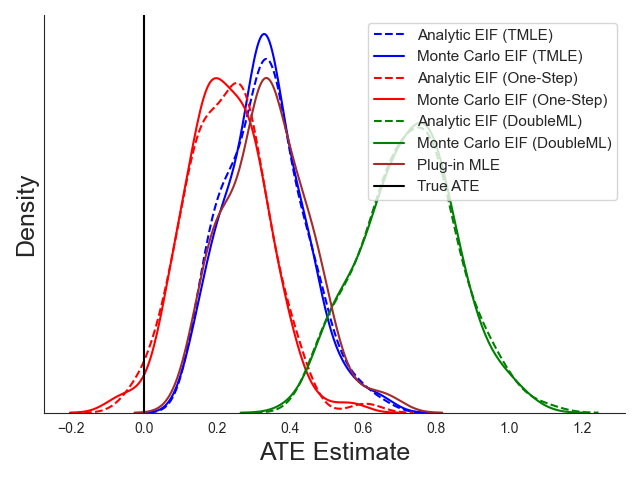 Analytic EIF (TMLE)
Monte Carlo EIF (TMLE)
Analytic EIF (One-Step)
Monte Carlo EIF (One-Step)
Analytic EIF (DoubleML)
Monte Carlo EIF (DoubleML)
Plug-in MLE
True ATE
Density
−0.2 0.0 0.2 0.4 0.6 0.8 1.0 1.2
ATE Estimate